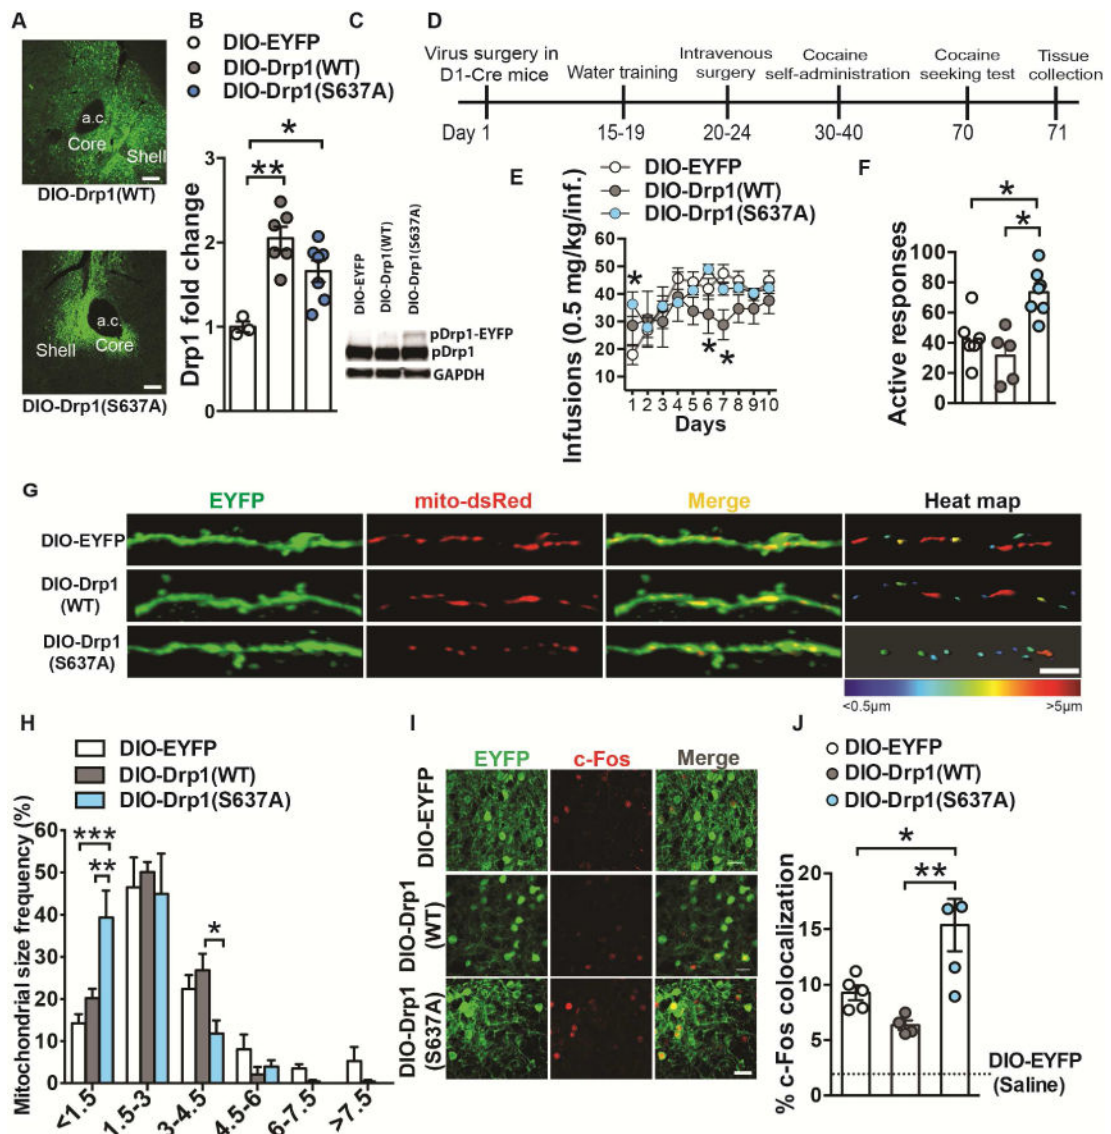 A
a.c.
Core
Shell
DIO-Drp1(WT)
a.c.
Shell
Core
DIO-Drp1(S637A)
B
DIO-EYFP
DIO-Drp1(WT)
DIO-Drp1(S637A)
*
**
Drp1 fold change
3
2
1
0
C
DIO-EYFP
DIO-Drp1(WT)
DIO-Drp1(S637A)
pDrp1-EYFP
pDrp1
GAPDH
D
Virus surgery in
D1-Cre mice
Water training
Intravenous
surgery
Cocaine
self-administration
Cocaine
seeking test
Tissue
collection
Day 1
15-19
20-24
30-40
70
71
E
DIO-EYFP
DIO-Drp1(WT)
DIO-Drp1(S637A)
Infusions (0.5 mg/kg/inf.)
60
50
40
30
20
10
*
*
*
1 2 3 4 5 6 7 8 9 10
Days
F
*
*
Active responses
100
80
60
40
20
0
G
EYFP
mito-dsRed
Merge
Heat map
DIO-EYFP
DIO-Drp1
(WT)
DIO-Drp1
(S637A)
<0.5µm
>5µm
H
DIO-EYFP
DIO-Drp1(WT)
DIO-Drp1(S637A)
Mitochondrial size frequency (%)
60
50
40
30
20
10
0
***
**
*
<1.5
1.5-3
3-4.5
4.5-6
6-7.5
>7.5
I
EYFP
c-Fos
Merge
DIO-EYFP
DIO-Drp1
(WT)
DIO-Drp1
(S637A)
J
DIO-EYFP
DIO-Drp1(WT)
DIO-Drp1(S637A)
*
**
% c-Fos colocalization
20
15
10
5
0
DIO-EYFP
(Saline)